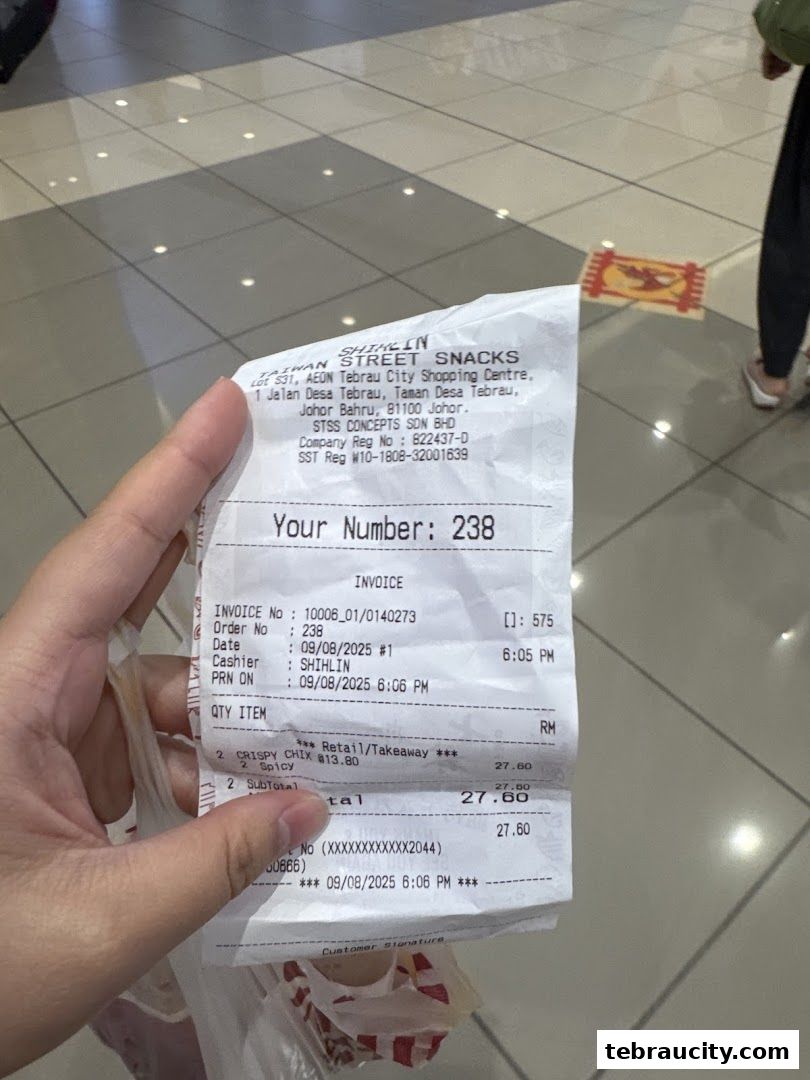 SHIHLIN
TAIWAN STREET SNACKS
Lot S31, AEON Tebrau City Shopping Centre,
1 Jalan Desa Tebrau, Taman Desa Tebrau,
Johor Bahru, 81100 Johor.
STSS CONCEPTS SDN BHD
Company Reg No : 822437-D
SST Reg W10-1808-32001639
Your Number: 238
INVOICE
INVOICE No : 10006_01/0140273 []: 575
Order No : 238
Date : 09/08/2025 #1 6:05 PM
Cashier : SHIHLIN
PRN ON : 09/08/2025 6:06 PM
QTY ITEM RM
*** Retail/Takeaway ***
2 CRISPY CHIX @13.80 27.60
2 Spicy
2 SubTotal 27.60
tal 27.60
27.60
No (XXXXXXXXXXXX2044)
0866)
*** 09/08/2025 6:06 PM ***
Customer Signature
tebraucity.com